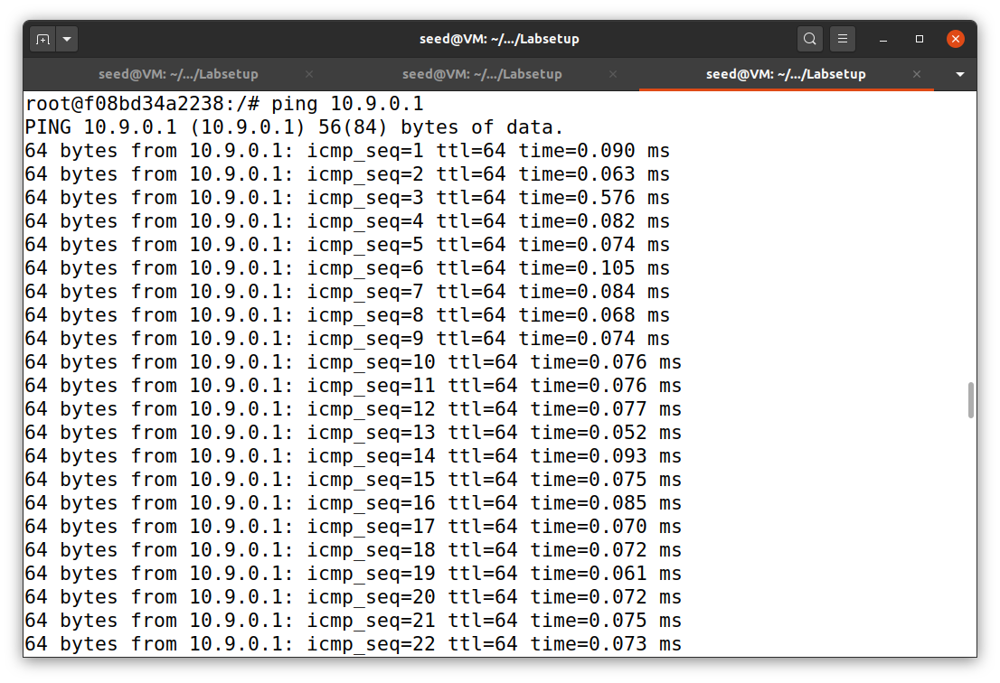 seed@VM: ~/.../Labsetup
seed@VM: ~/.../Labsetup
seed@VM: ~/.../Labsetup
seed@VM: ~/.../Labsetup
root@f08bd34a2238:/# ping 10.9.0.1
PING 10.9.0.1 (10.9.0.1) 56(84) bytes of data.
64 bytes from 10.9.0.1: icmp_seq=1 ttl=64 time=0.090 ms
64 bytes from 10.9.0.1: icmp_seq=2 ttl=64 time=0.063 ms
64 bytes from 10.9.0.1: icmp_seq=3 ttl=64 time=0.576 ms
64 bytes from 10.9.0.1: icmp_seq=4 ttl=64 time=0.082 ms
64 bytes from 10.9.0.1: icmp_seq=5 ttl=64 time=0.074 ms
64 bytes from 10.9.0.1: icmp_seq=6 ttl=64 time=0.105 ms
64 bytes from 10.9.0.1: icmp_seq=7 ttl=64 time=0.084 ms
64 bytes from 10.9.0.1: icmp_seq=8 ttl=64 time=0.068 ms
64 bytes from 10.9.0.1: icmp_seq=9 ttl=64 time=0.074 ms
64 bytes from 10.9.0.1: icmp_seq=10 ttl=64 time=0.076 ms
64 bytes from 10.9.0.1: icmp_seq=11 ttl=64 time=0.076 ms
64 bytes from 10.9.0.1: icmp_seq=12 ttl=64 time=0.077 ms
64 bytes from 10.9.0.1: icmp_seq=13 ttl=64 time=0.052 ms
64 bytes from 10.9.0.1: icmp_seq=14 ttl=64 time=0.093 ms
64 bytes from 10.9.0.1: icmp_seq=15 ttl=64 time=0.075 ms
64 bytes from 10.9.0.1: icmp_seq=16 ttl=64 time=0.085 ms
64 bytes from 10.9.0.1: icmp_seq=17 ttl=64 time=0.070 ms
64 bytes from 10.9.0.1: icmp_seq=18 ttl=64 time=0.072 ms
64 bytes from 10.9.0.1: icmp_seq=19 ttl=64 time=0.061 ms
64 bytes from 10.9.0.1: icmp_seq=20 ttl=64 time=0.072 ms
64 bytes from 10.9.0.1: icmp_seq=21 ttl=64 time=0.075 ms
64 bytes from 10.9.0.1: icmp_seq=22 ttl=64 time=0.073 ms